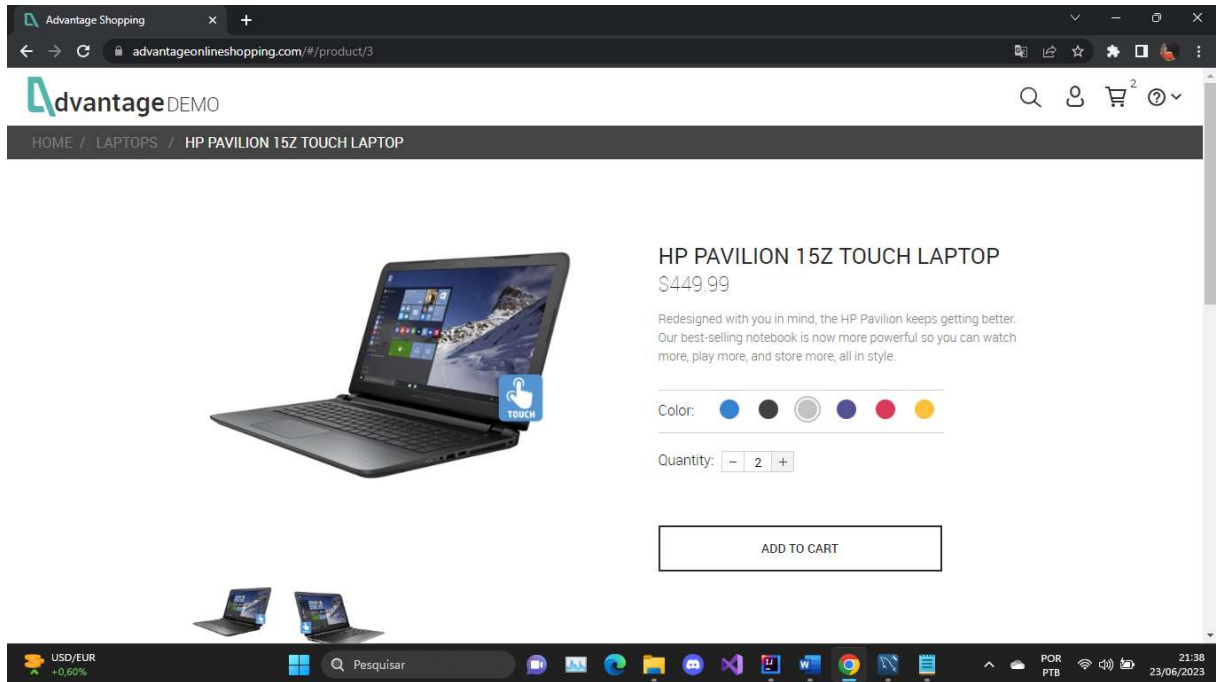 Advantage Shopping
advantageonlineshopping.com/#/product/3
dvantage DEMO
2
HOME / LAPTOPS / HP PAVILION 15Z TOUCH LAPTOP
HP PAVILION 15Z TOUCH LAPTOP
$449.99
Redesigned with you in mind, the HP Pavilion keeps getting better.
Our best-selling notebook is now more powerful so you can watch
more, play more, and store more, all in style.
TOUCH
Color:
Quantity: − 2 +
ADD TO CART
USD/EUR
+0,60%
Pesquisar
POR
PTB
21:38
23/06/2023